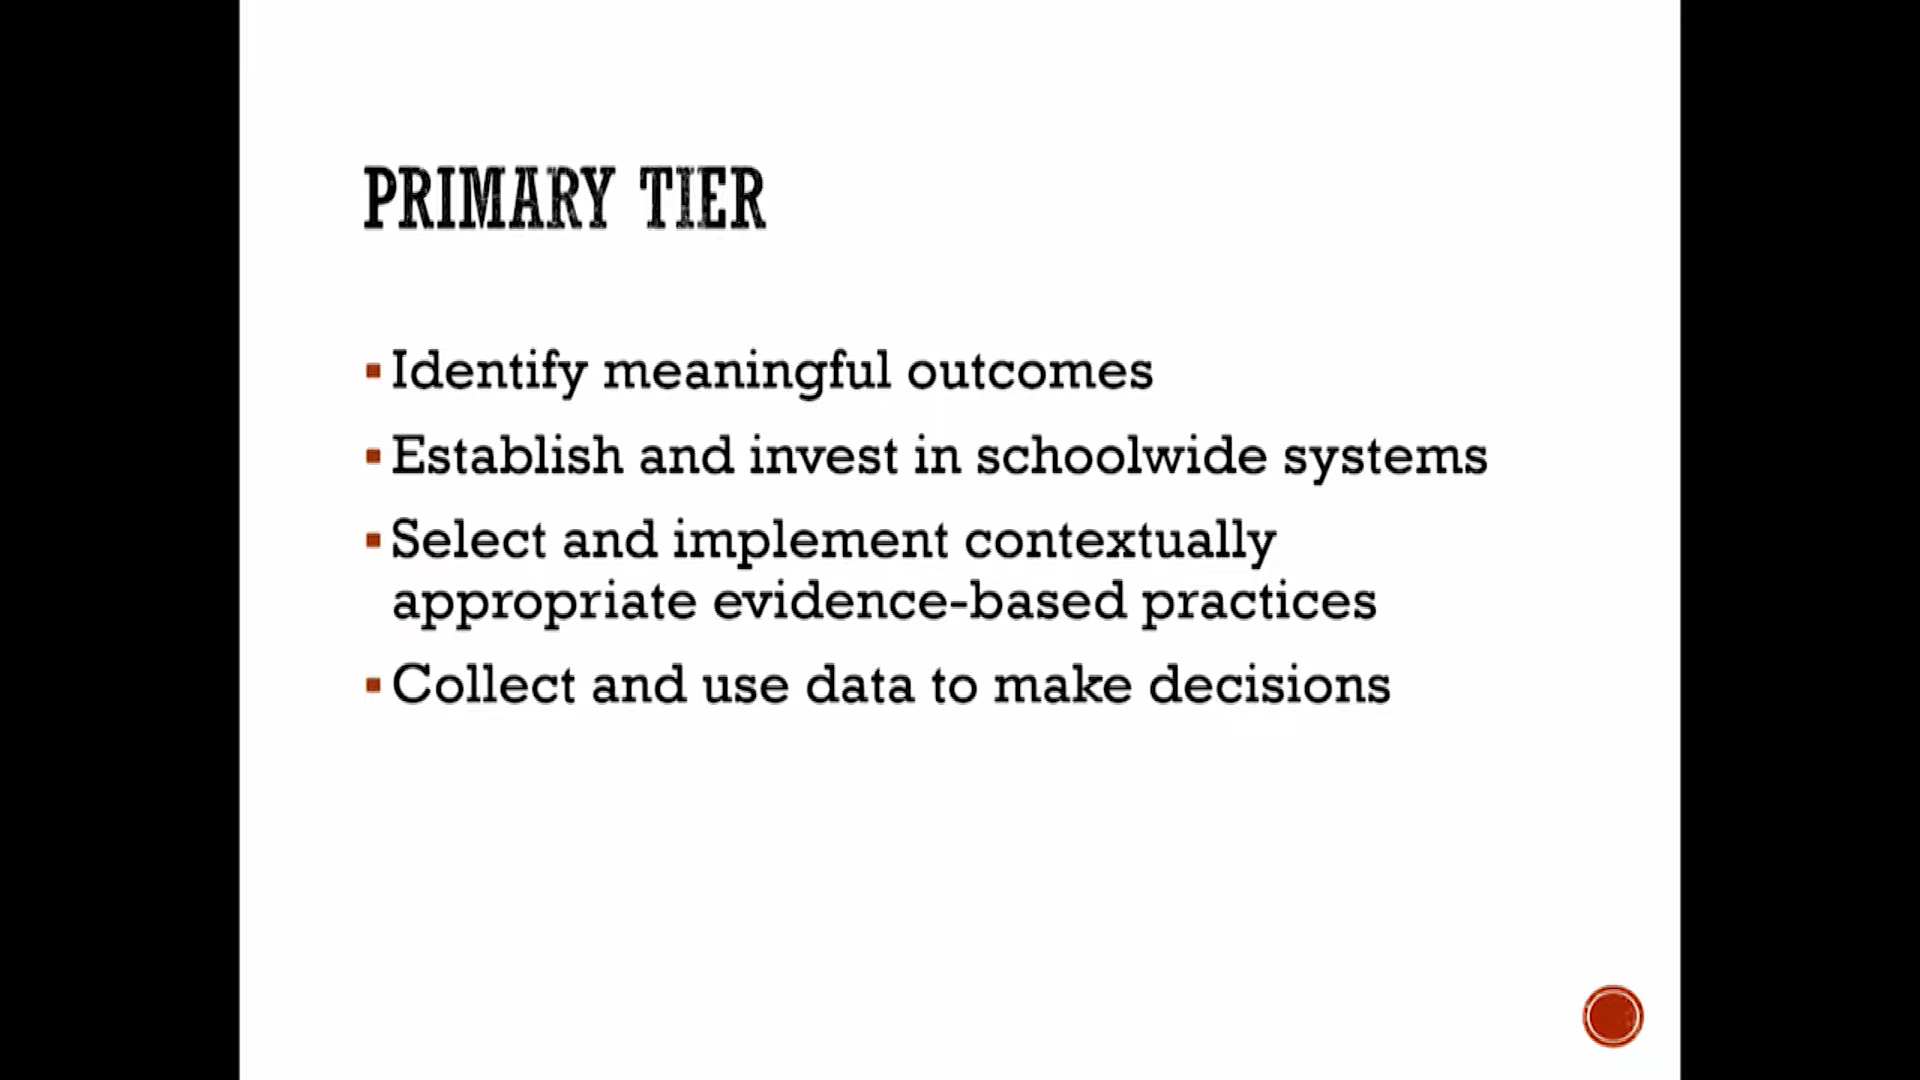 PRIMARY TIER
Identify meaningful outcomes
Establish and invest in schoolwide systems
Select and implement contextually
appropriate evidence-based practices
Collect and use data to make decisions